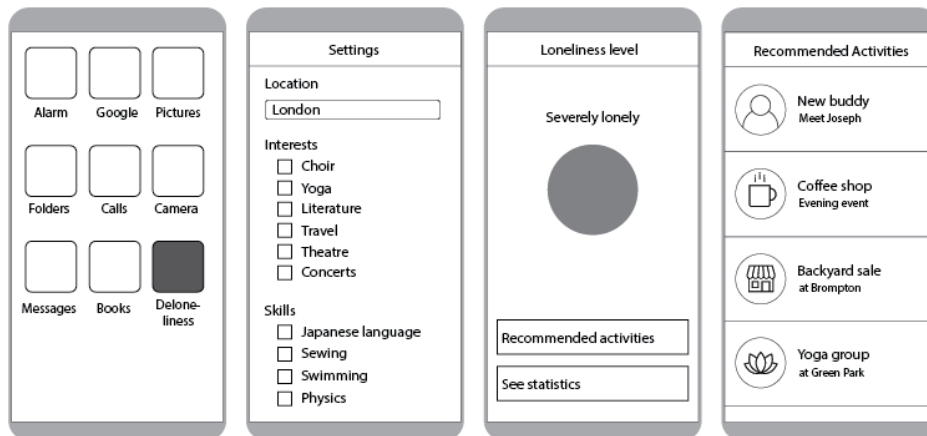 Alarm Google Pictures
Folders Calls Camera
Messages Books Delone-
liness
Settings
Location
London
Interests
Choir
Yoga
Literature
Travel
Theatre
Concerts
Skills
Japanese language
Sewing
Swimming
Physics
Loneliness level
Severely lonely
Recommended activities
See statistics
Recommended Activities
New buddy
Meet Joseph
Coffee shop
Evening event
Backyard sale
at Brompton
Yoga group
at Green Park